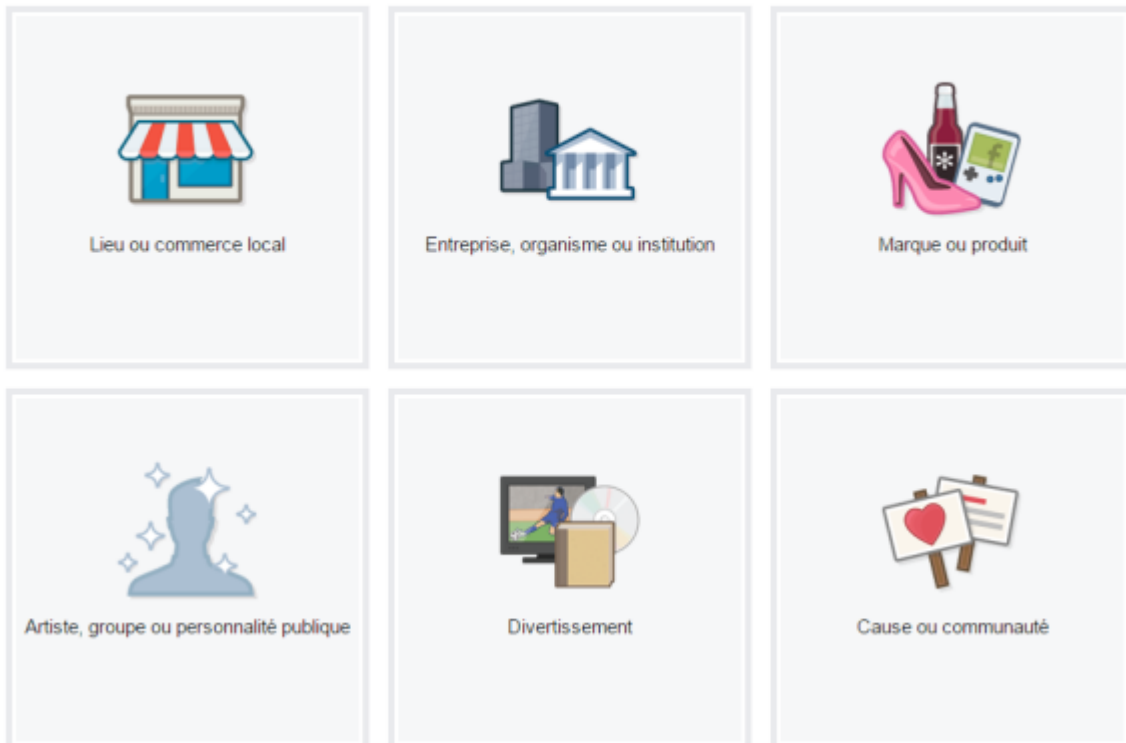 Lieu ou commerce local
Entreprise, organisme ou institution
Marque ou produit
Artiste, groupe ou personnalité publique
Divertissement
Cause ou communauté